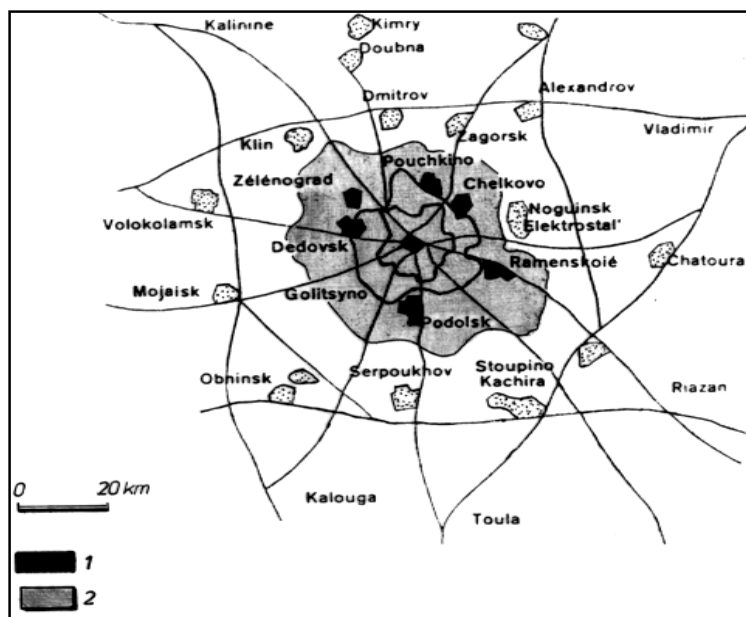 Kalinine
Kimry
Doubna
Dmitrov
Alexandrov
Vladimir
Klin
Zagorsk
Pouchkino
Zélénograd
Chelkovo
Volokolamsk
Noguinsk
Elektrostal'
Dedovsk
Ramenskoié
Chatoura
Mojaisk
Golitsyno
Podolsk
Obninsk
Serpoukhov
Stoupino
Kachira
Riazan
Kalouga
Toula
0 20 km
1
2